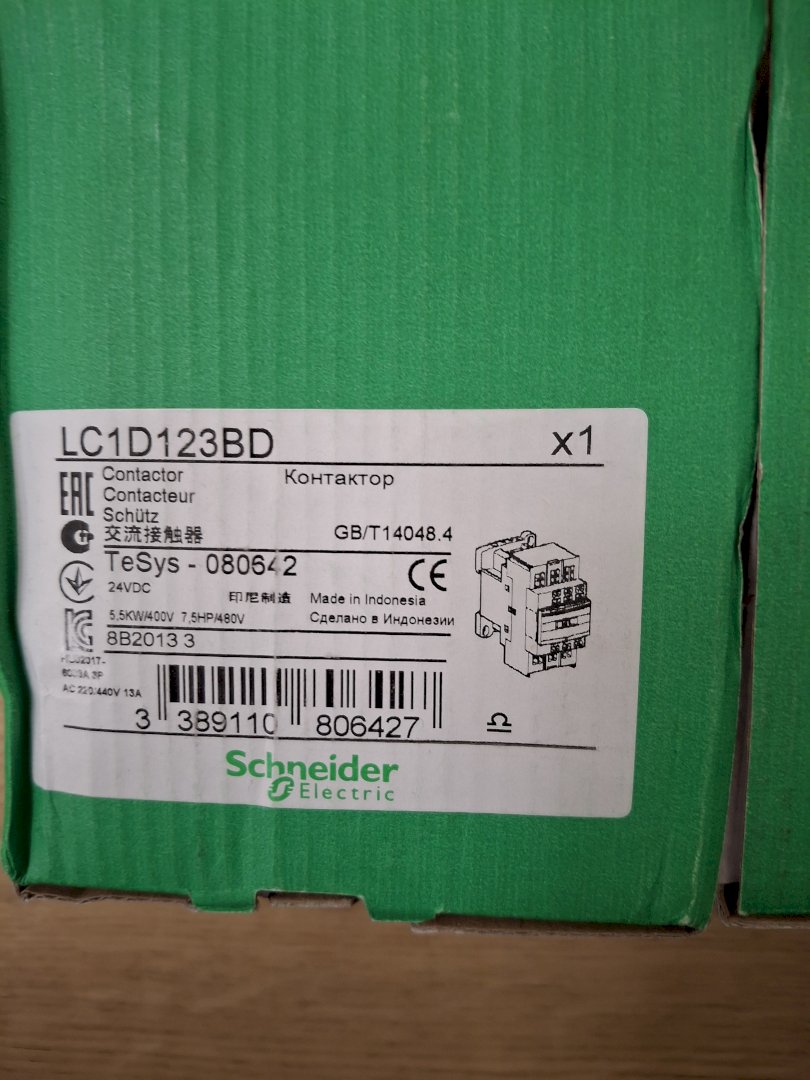 LC1D123BD x1
EAC Contactor Контактор
Contacteur
Schütz
交流接触器 GB/T14048.4
TeSys - 080642 CE
24VDC
印尼制造 Made in Indonesia
5,5KW/400V 7,5HP/480V Сделано в Индонезии
8B2013 3
AC 220/440V 13A
3 389110 806427
Schneider
Electric